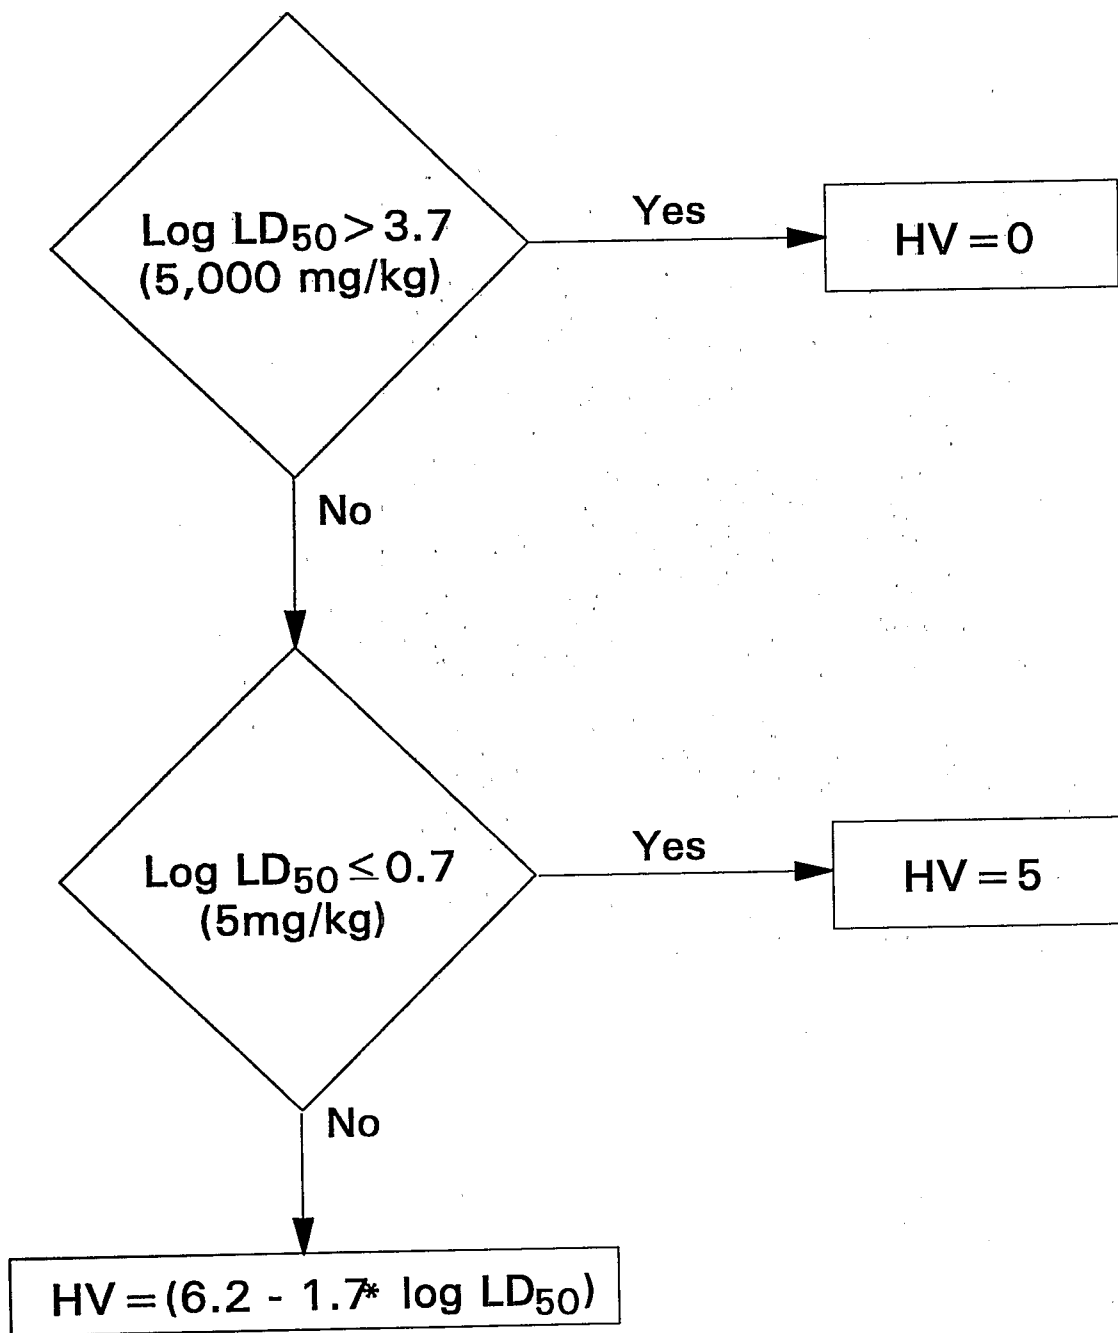 Log LD50 > 3.7
(5,000 mg/kg)
Yes
HV = 0
No
Log LD50 ≤ 0.7
(5mg/kg)
Yes
HV = 5
No
HV = (6.2 - 1.7* log LD50)